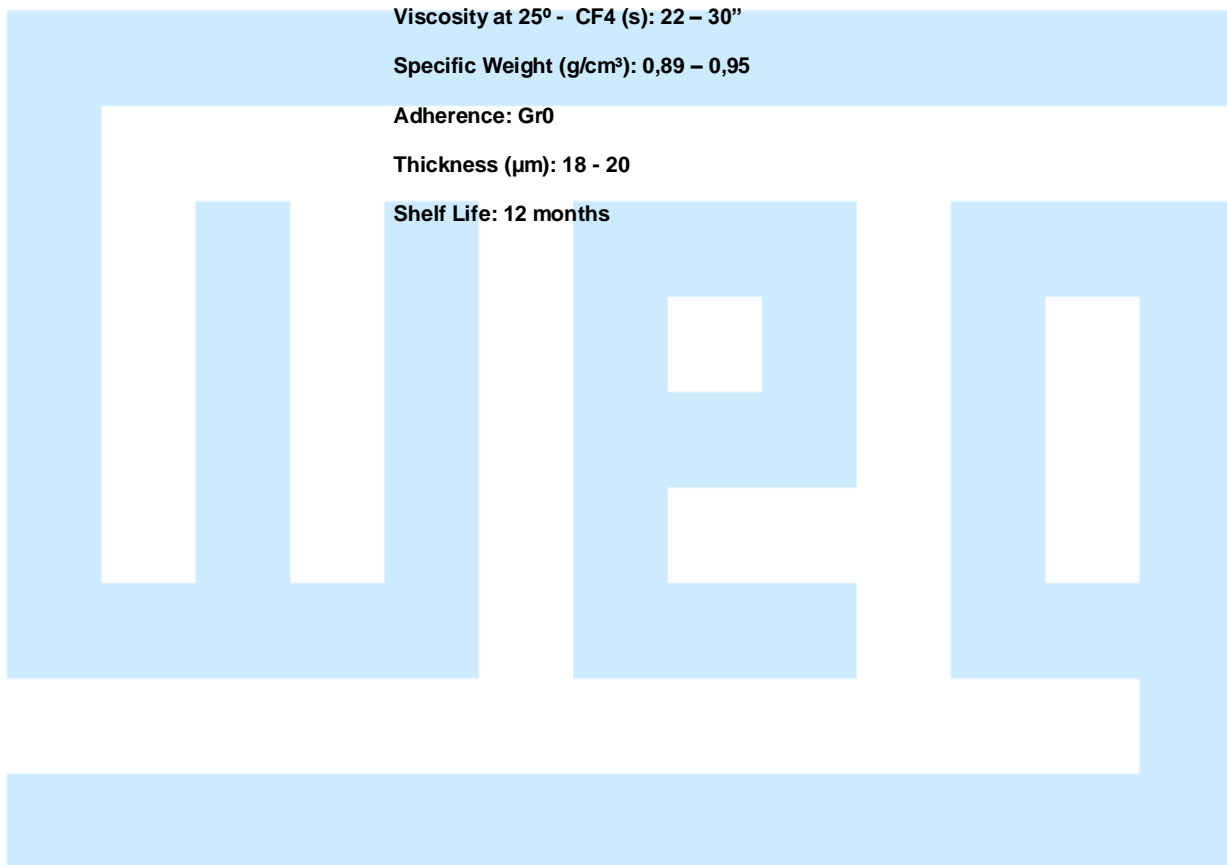 Viscosity at 25º - CF4 (s): 22 – 30”
Specific Weight (g/cm³): 0,89 – 0,95
Adherence: Gr0
Thickness (µm): 18 - 20
Shelf Life: 12 months
weg